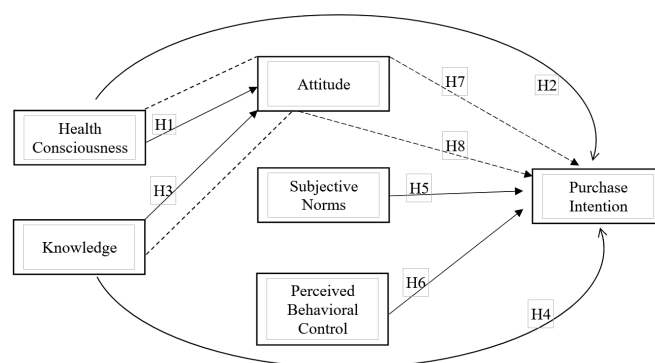 H2
Attitude
H7
Health
Consciousness
H1
H8
H3
Subjective
Norms
H5
Purchase
Intention
Knowledge
Perceived
Behavioral
Control
H6
H4